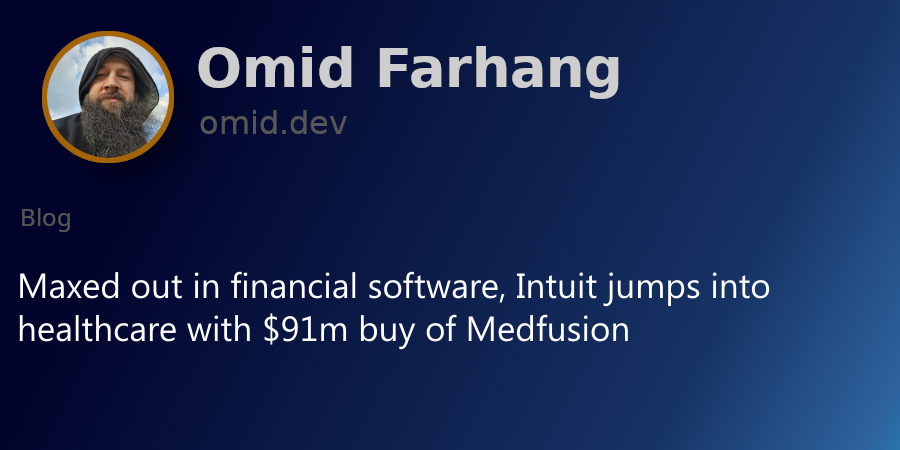 Omid Farhang
omid.dev
Blog
Maxed out in financial software, Intuit jumps into
healthcare with $91m buy of Medfusion